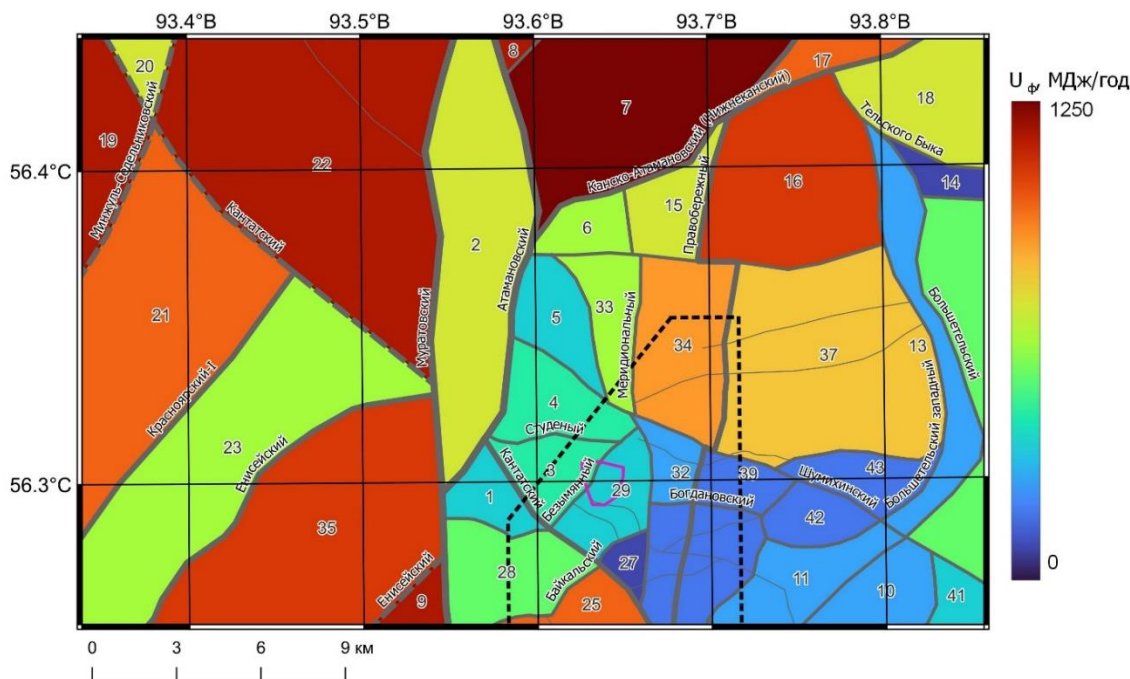 93.4°В 93.5°В 93.6°В 93.7°В 93.8°В
U ф, МДж/год
1250
0
56.4°С
56.3°С
20
19
Минжуль-Садельниковский
22
Кантатский
21
Красноярский-I
23
Енисейский
35
Енисейский
9
Муратовский
2
Атамановский
8
7
Канско-Атамановский (Нижнеканский)
17
18
Тельского Быка
14
16
15
Правобережный
6
5
33
Меридиональный
34
37
13
Большетельский
Большетельский западный
4
Студеный
3
Кантатский
Безымянный
1
29
32
39
43
Шумихинский
Богдановский
42
28
Байкальский
27
25
11
10
41
0 3 6 9 км